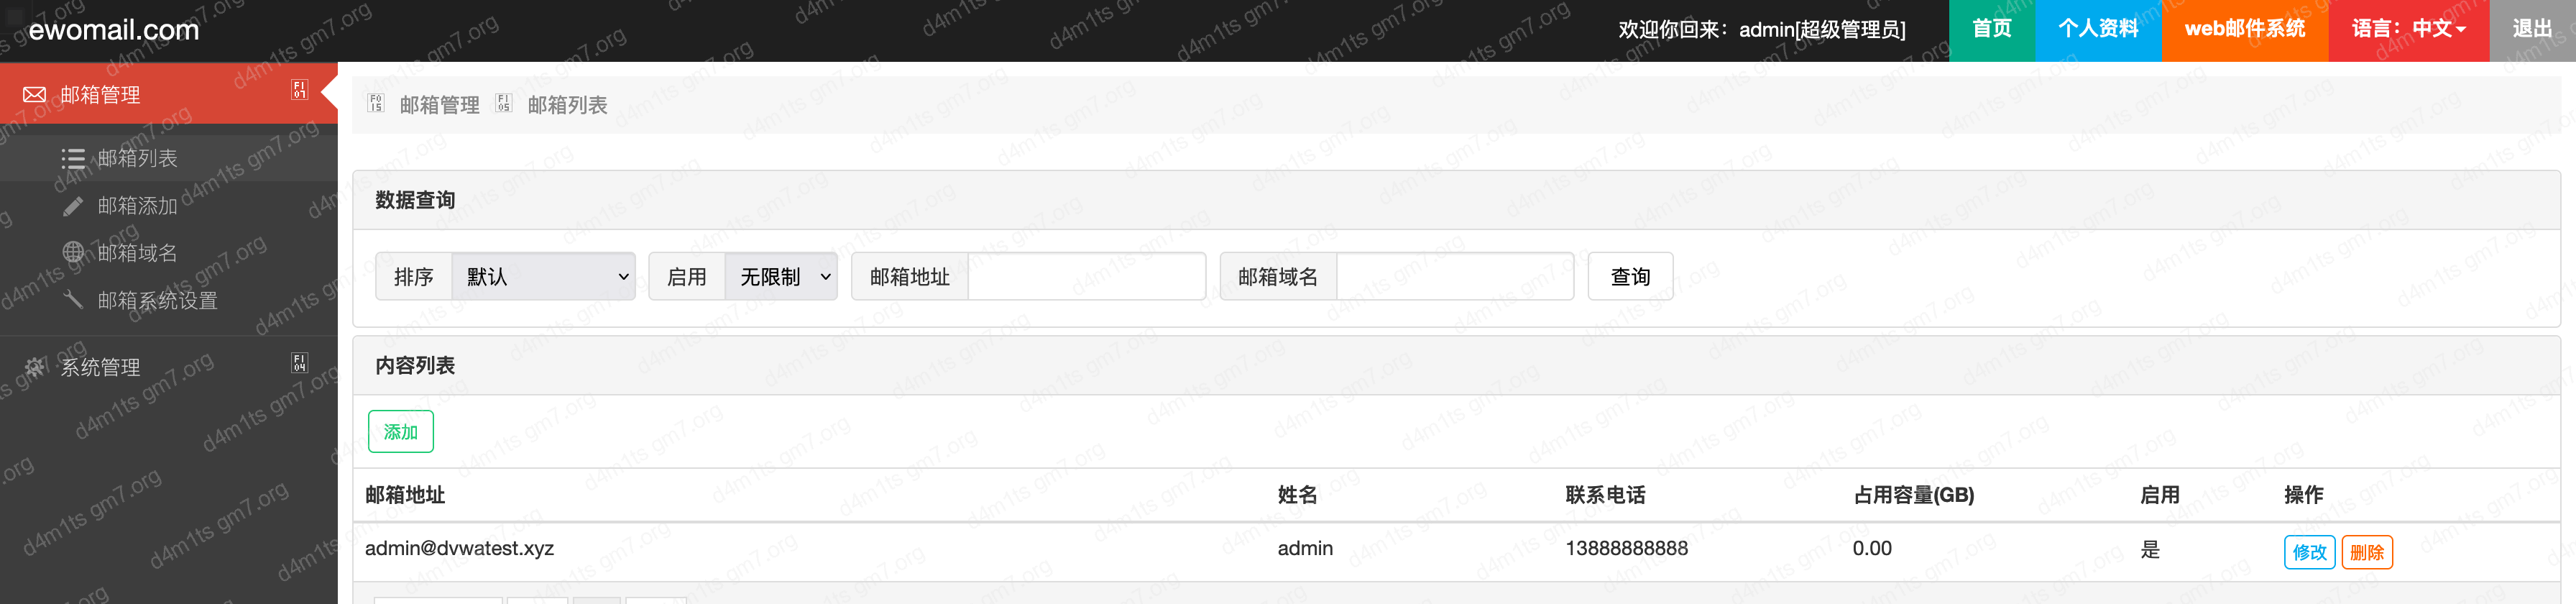 ewomail.com
欢迎你回来：admin[超级管理员]
首页
个人资料
web邮件系统
语言：中文
退出
邮箱管理
邮箱列表
邮箱添加
邮箱域名
邮箱系统设置
系统管理
邮箱管理 邮箱列表
数据查询
排序 默认 启用 无限制 邮箱地址 邮箱域名 查询
内容列表
添加
邮箱地址 姓名 联系电话 占用容量(GB) 启用 操作
admin@dvwatest.xyz admin 13888888888 0.00 是 修改 删除
d4m1ts gm7.org